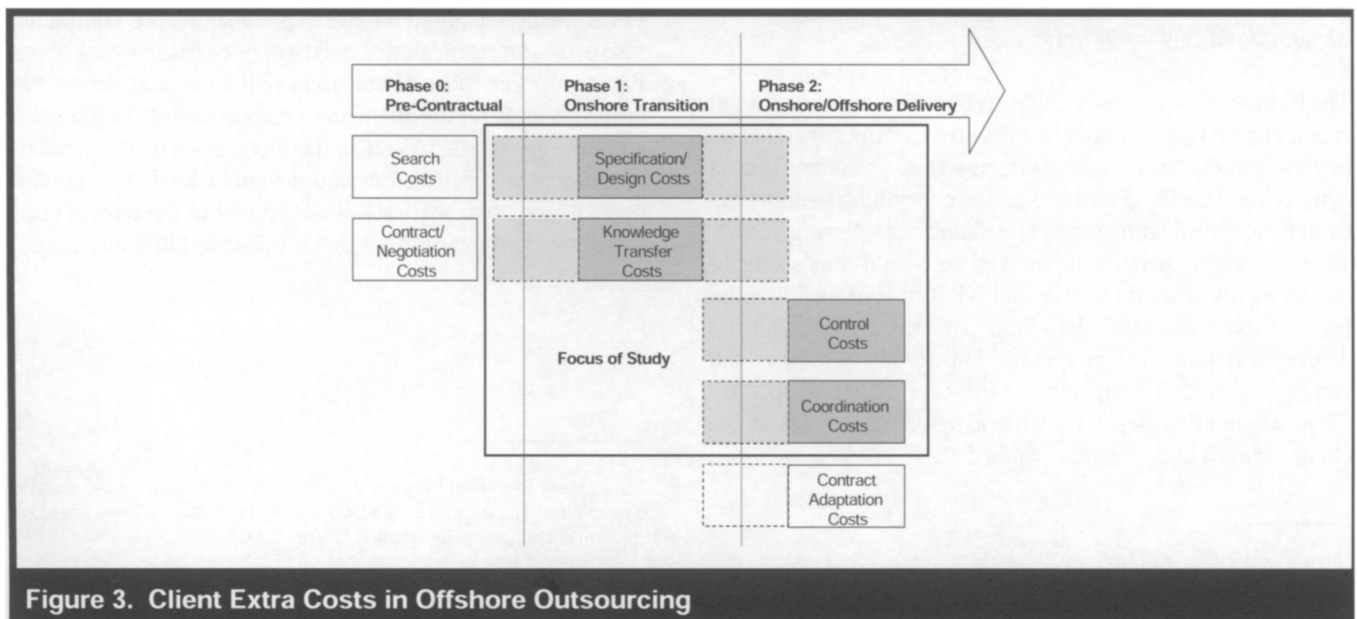 Phase 0:
Pre-Contractual
Phase 1:
Onshore Transition
Phase 2:
Onshore/Offshore Delivery
Search
Costs
Specification/
Design Costs
Contract/
Negotiation
Costs
Knowledge
Transfer
Costs
Control
Costs
Focus of Study
Coordination
Costs
Contract
Adaptation
Costs
Figure 3. Client Extra Costs in Offshore Outsourcing